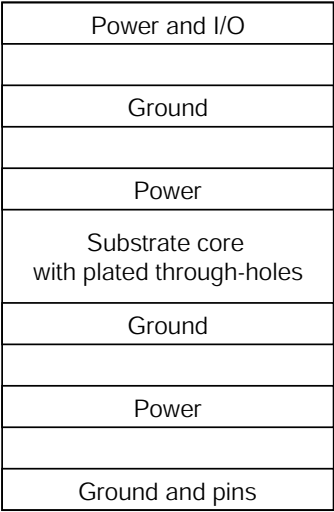 Power and I/O
Ground
Power
Substrate core
with plated through-holes
Ground
Power
Ground and pins